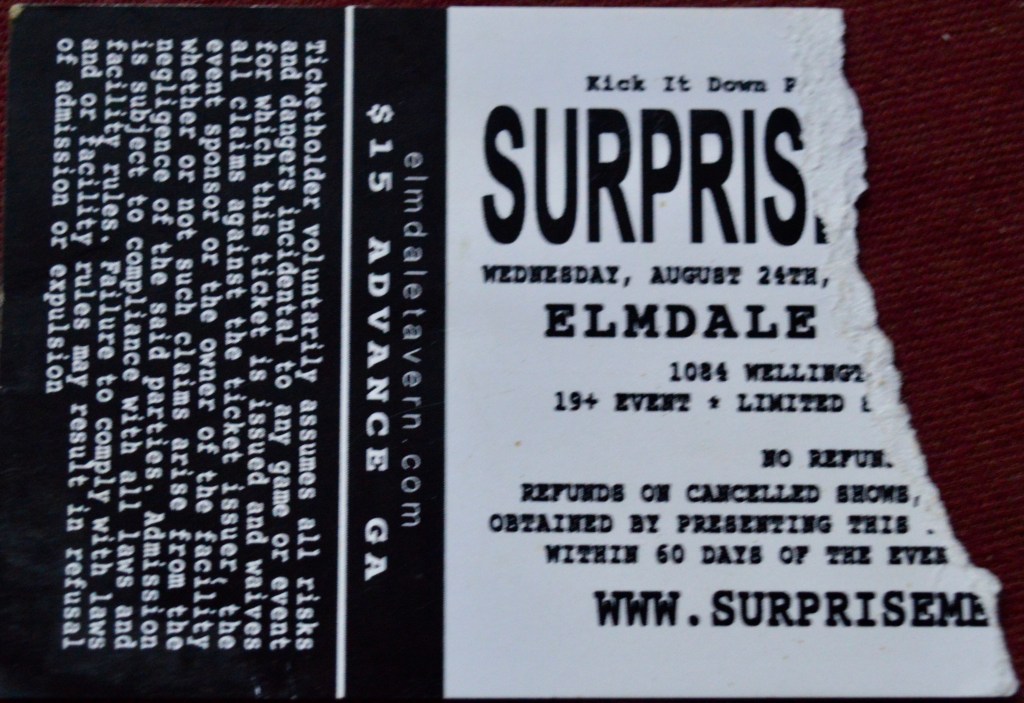 Ticketholder voluntarily assumes all risks
and dangers incidental to any game or event
for which this ticket is issued and waives
all claims against the ticket issuer, the
event sponsor or the owner of the facility
whether or not such claims arise from the
negligence of the said parties. Admission
is subject to compliance with all laws and
facility rules. Failure to comply with laws
and or facility rules may result in refusal
of admission or expulsion
$15 ADVANCE GA
elmdaletavern.com
Kick It Down P
SURPRIS
WEDNESDAY, AUGUST 24TH,
ELMDALE
1084 WELLINGT
19+ EVENT * LIMITED
NO REFUN
REFUNDS ON CANCELLED SHOWS,
OBTAINED BY PRESENTING THIS
WITHIN 60 DAYS OF THE EVEN
WWW.SURPRISEME